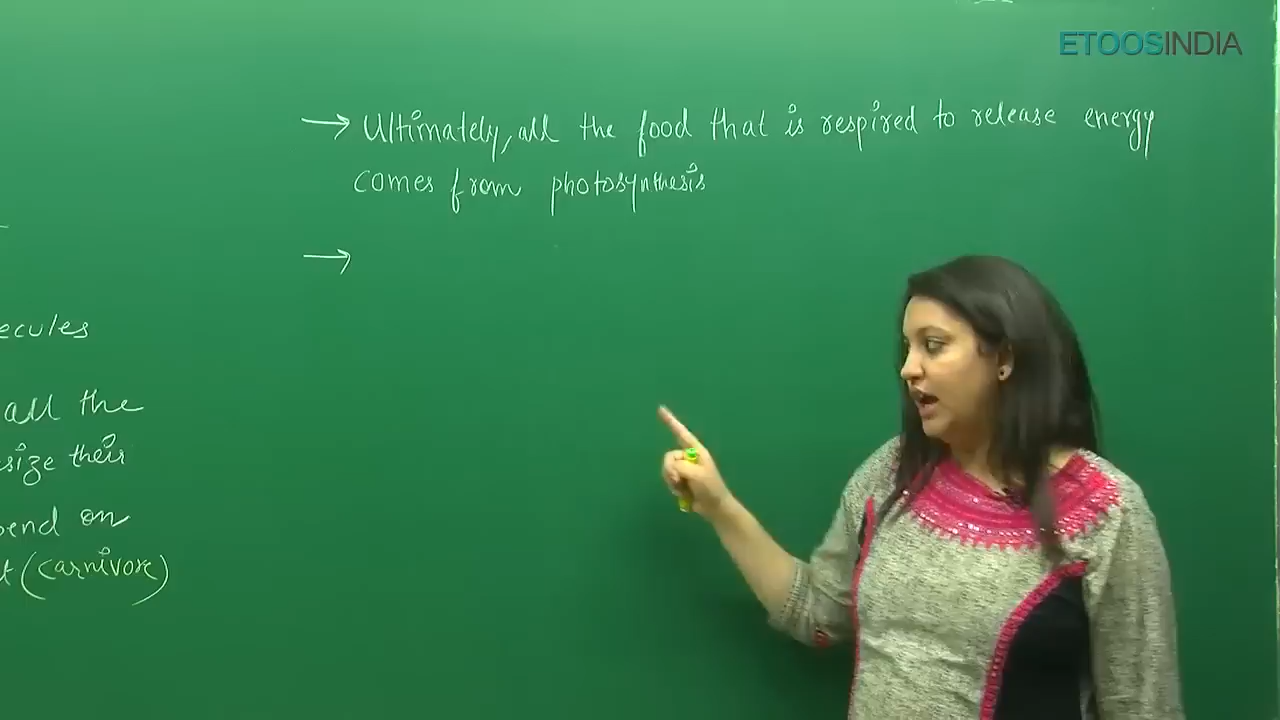 ETOOSINDIA
→ Ultimately, all the food that is respired to release energy
comes from photosynthesis
→
ecules
all the
size their
pend on
t (carnivore)